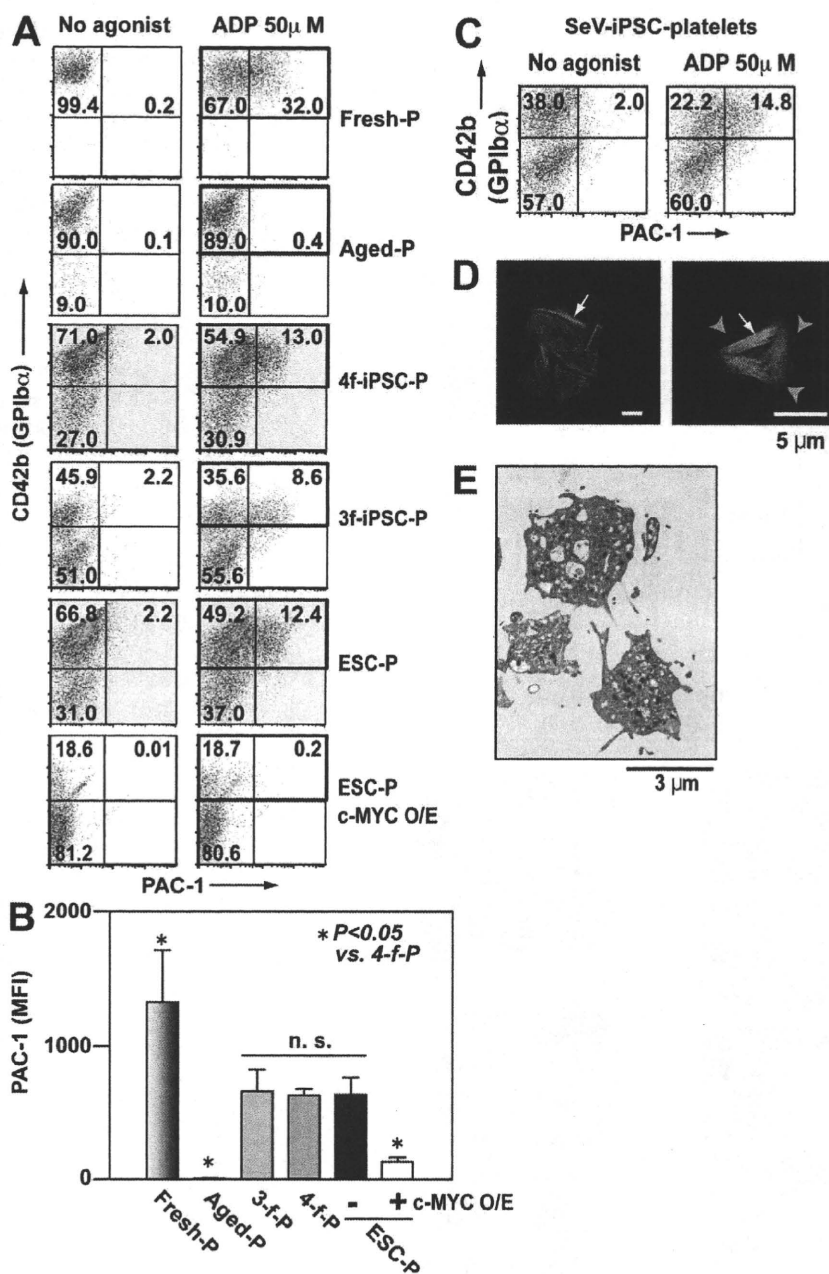 A
No agonist
ADP 50µ M
99.4
0.2
67.0
32.0
Fresh-P
90.0
0.1
9.0
89.0
0.4
10.0
Aged-P
71.0
2.0
27.0
54.9
13.0
30.9
4f-iPSC-P
45.9
2.2
51.0
35.6
8.6
55.6
3f-iPSC-P
66.8
2.2
31.0
49.2
12.4
37.0
ESC-P
18.6
0.01
81.2
18.7
0.2
80.6
ESC-P
c-MYC O/E
CD42b (GPIbα)
PAC-1
B
PAC-1 (MFI)
2000
1000
0
* P<0.05
vs. 4-f-P
*
*
n. s.
*
Fresh-P
Aged-P
3-f-P
4-f-P
- + c-MYC O/E
ESC-P
C
SeV-iPSC-platelets
No agonist
ADP 50µ M
38.0
2.0
57.0
22.2
14.8
60.0
CD42b
(GPIbα)
PAC-1
D
5 µm
E
3 µm